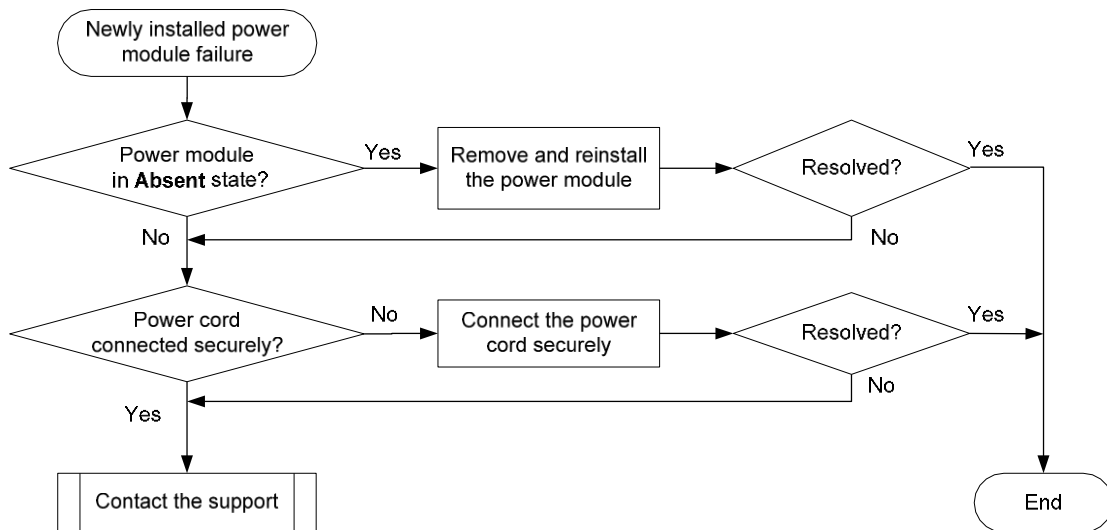 Newly installed power
module failure
Power module
in Absent state?
Yes
Remove and reinstall
the power module
Resolved?
Yes
No
No
Power cord
connected securely?
No
Connect the power
cord securely
Resolved?
Yes
No
Yes
Contact the support
End